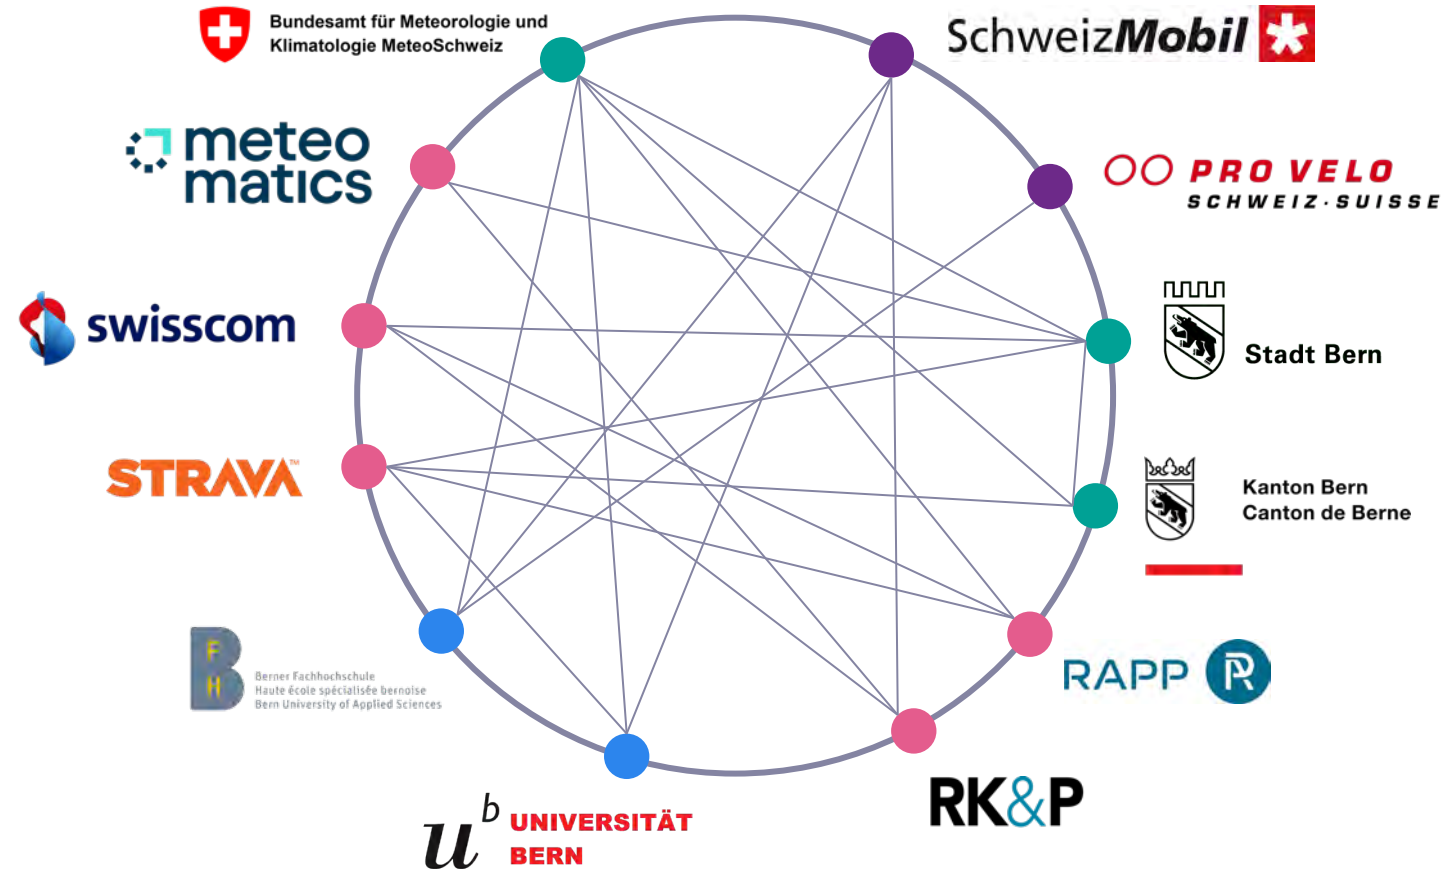 Bundesamt für Meteorologie und
Klimatologie MeteoSchweiz
SchweizMobil
meteo
matics
PRO VELO
SCHWEIZ·SUISSE
swisscom
Stadt Bern
STRAVA™
Kanton Bern
Canton de Berne
B
F
H
Berner Fachhochschule
Haute école spécialisée bernoise
Bern University of Applied Sciences
RAPP R
RK&P
u b UNIVERSITÄT
BERN